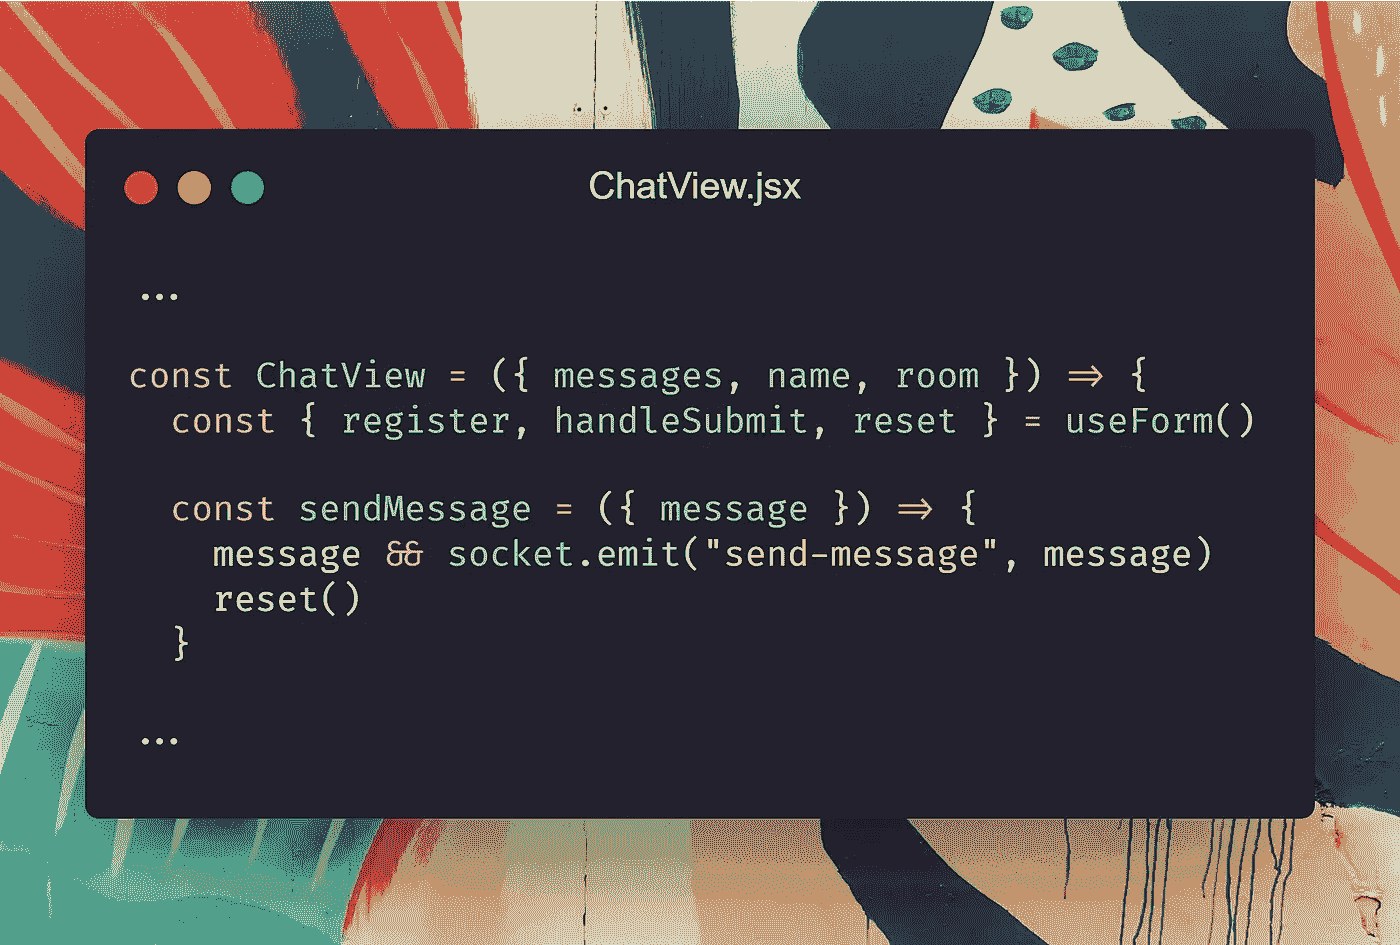 ChatView.jsx
...
const ChatView = ({ messages, name, room }) => {
const { register, handleSubmit, reset } = useForm()
const sendMessage = ({ message }) => {
message && socket.emit("send-message", message)
reset()
}
...